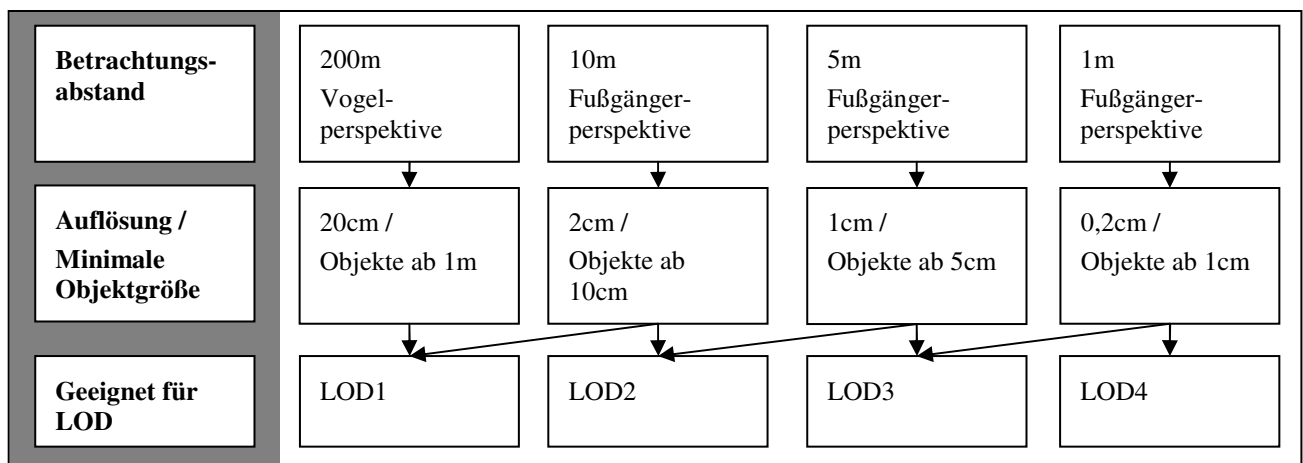 Betrachtungs-
abstand
200m
Vogel-
perspektive
10m
Fußgänger-
perspektive
5m
Fußgänger-
perspektive
1m
Fußgänger-
perspektive
Auflösung /
Minimale
Objektgröße
20cm /
Objekte ab 1m
2cm /
Objekte ab
10cm
1cm /
Objekte ab 5cm
0,2cm /
Objekte ab 1cm
Geeignet für
LOD
LOD1
LOD2
LOD3
LOD4